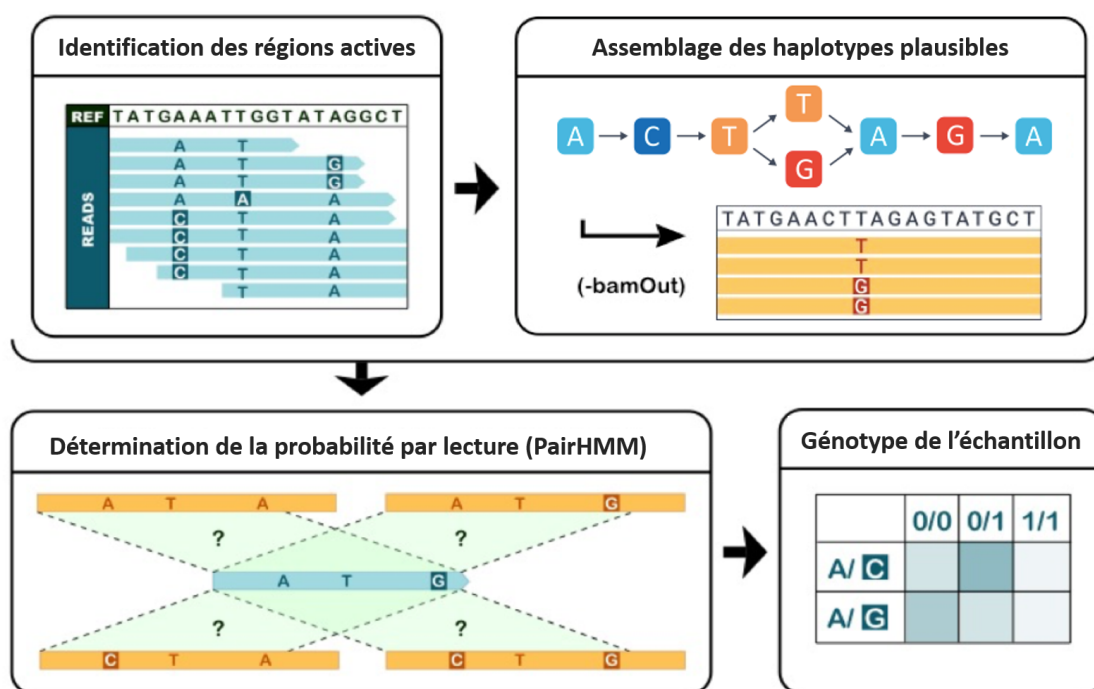 Identification des régions actives
REF TATGAAATTGGTATAGGCT
READS
A T
A T G
A T G
A A A
C T A
C T A
C T A
C T A
T A
Assemblage des haplotypes plausibles
T
A C T A G A
G
(-bamOut)
TATGAACTTAGAGTATGCT
T
T
G
G
Détermination de la probabilité par lecture (PairHMM)
A T A A T G
? ?
A T G
? ?
C T A C T G
Génotype de l'échantillon
0/0 0/1 1/1
A/ C
A/ G